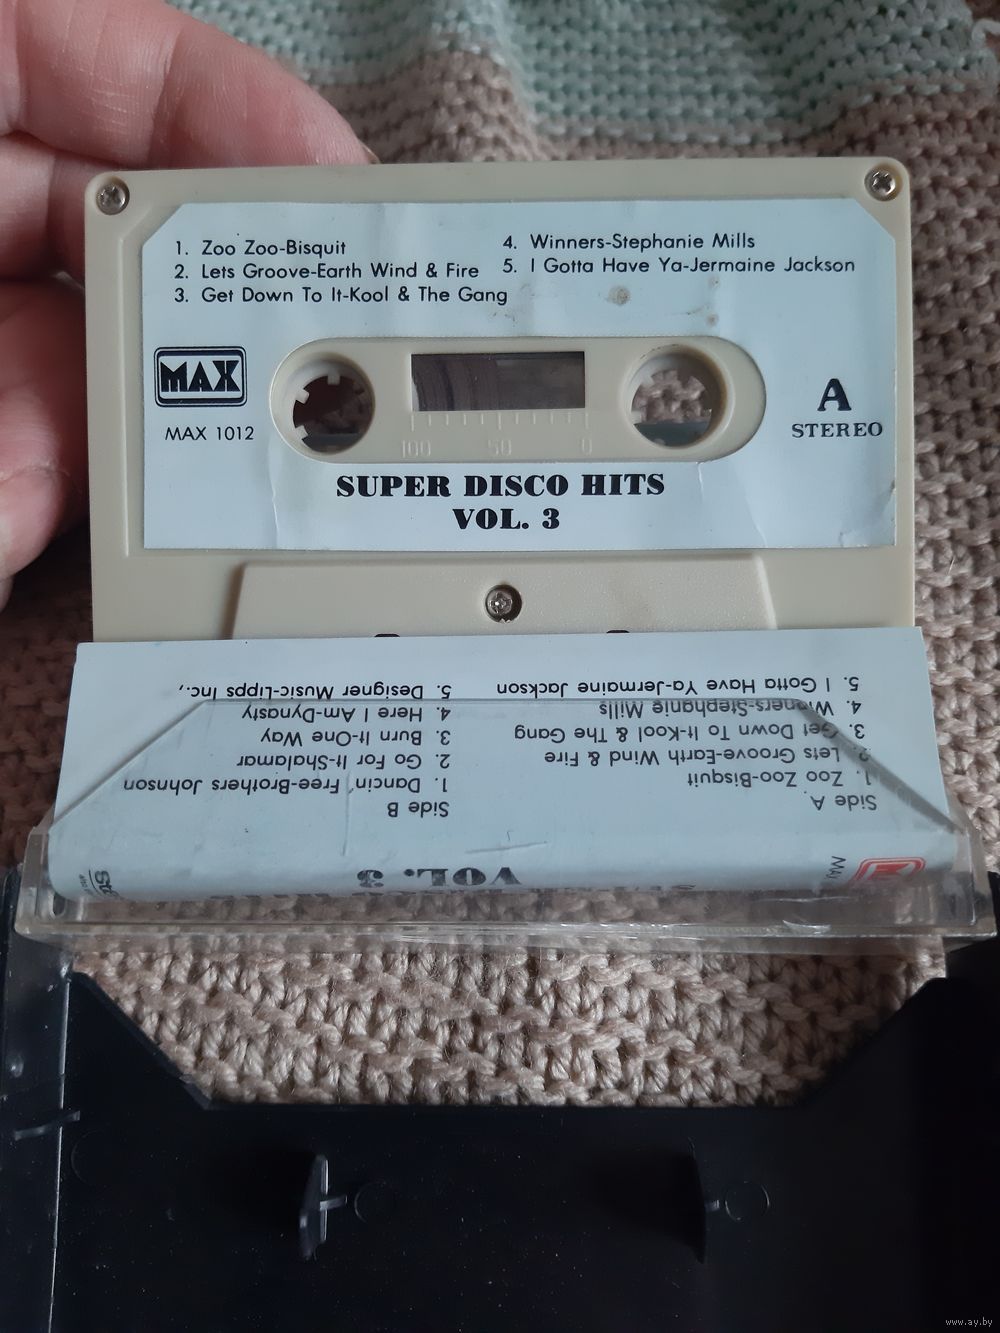 1. Zoo Zoo-Bisquit
2. Lets Groove-Earth Wind & Fire
3. Get Down To It-Kool & The Gang
4. Winners-Stephanie Mills
5. I Gotta Have Ya-Jermaine Jackson
MAX
MAX 1012
A
STEREO
100 50 0
SUPER DISCO HITS
VOL. 3
VOL. 3
Side A
1. Zoo Zoo-Bisquit
2. Lets Groove-Earth Wind & Fire
3. Get Down To It-Kool & The Gang
4. Winners-Stephanie Mills
5. I Gotta Have Ya-Jermaine Jackson
Side B
1. Dancin' Free-Brothers Johnson
2. Go For It-Shalamar
3. Burn It-One Way
4. Here I Am-Dynasty
5. Designer Music-Lipps Inc.,
www.ay.by